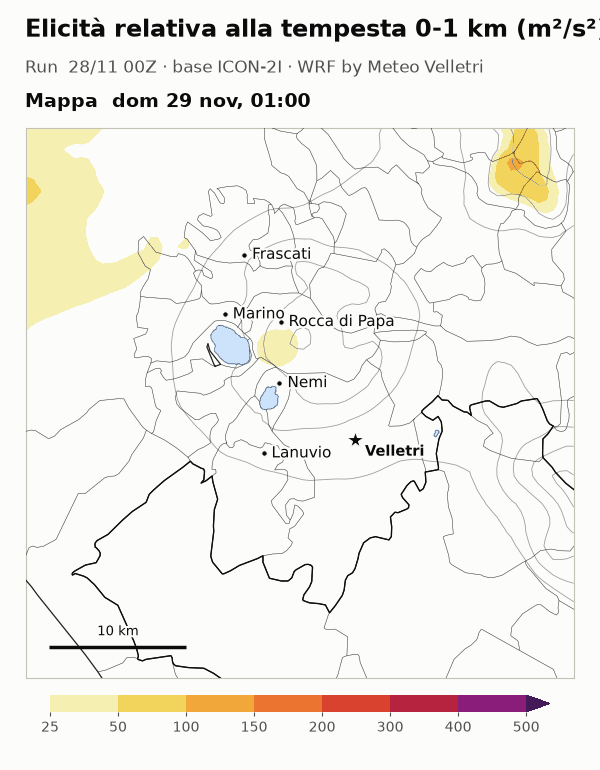 Elicità relativa alla tempesta 0-1 km (m²/s²)
Run  28/11 00Z · base ICON-2I · WRF by Meteo Velletri
Mappa  dom 29 nov, 01:00
Frascati
Marino
Rocca di Papa
Nemi
Velletri
Lanuvio
10 km
25 50 100 150 200 300 400 500